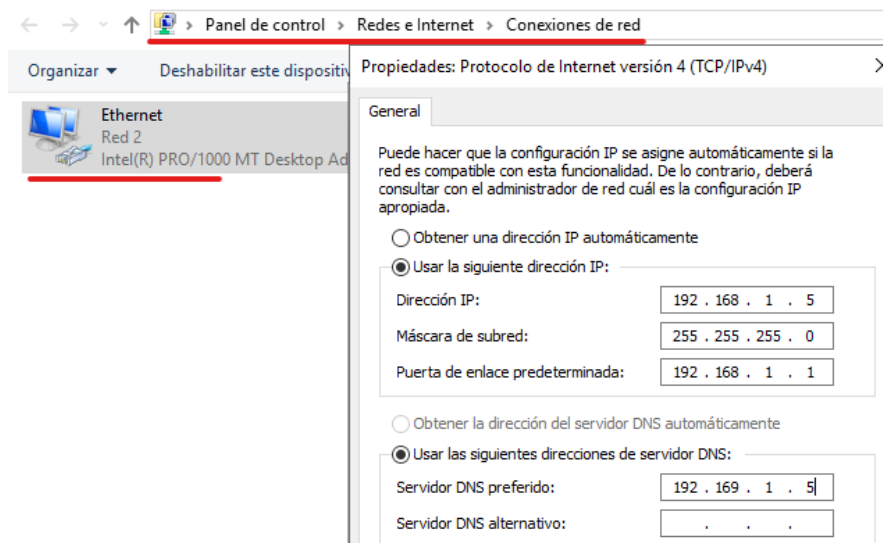 Panel de control > Redes e Internet > Conexiones de red
Organizar
Deshabilitar este dispositiv
Ethernet
Red 2
Intel(R) PRO/1000 MT Desktop Ad
Propiedades: Protocolo de Internet versión 4 (TCP/IPv4)
General
Puede hacer que la configuración IP se asigne automáticamente si la
red es compatible con esta funcionalidad. De lo contrario, deberá
consultar con el administrador de red cuál es la configuración IP
apropiada.
Obtener una dirección IP automáticamente
Usar la siguiente dirección IP:
Dirección IP: 192 . 168 . 1 . 5
Máscara de subred: 255 . 255 . 255 . 0
Puerta de enlace predeterminada: 192 . 168 . 1 . 1
Obtener la dirección del servidor DNS automáticamente
Usar las siguientes direcciones de servidor DNS:
Servidor DNS preferido: 192 . 169 . 1 . 5
Servidor DNS alternativo: . . .